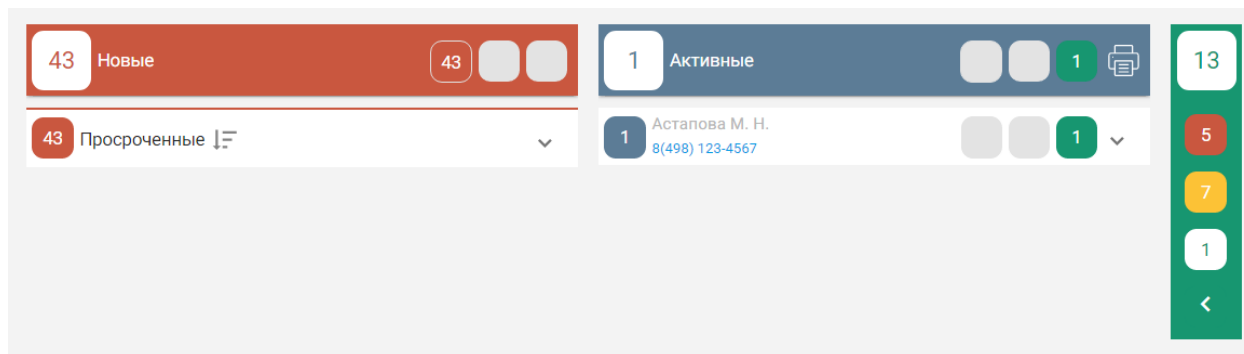 43 Новые 43
43 Просроченные
1 Активные 1
1 Астапова М. Н. 1
8(498) 123-4567
13
5
7
1